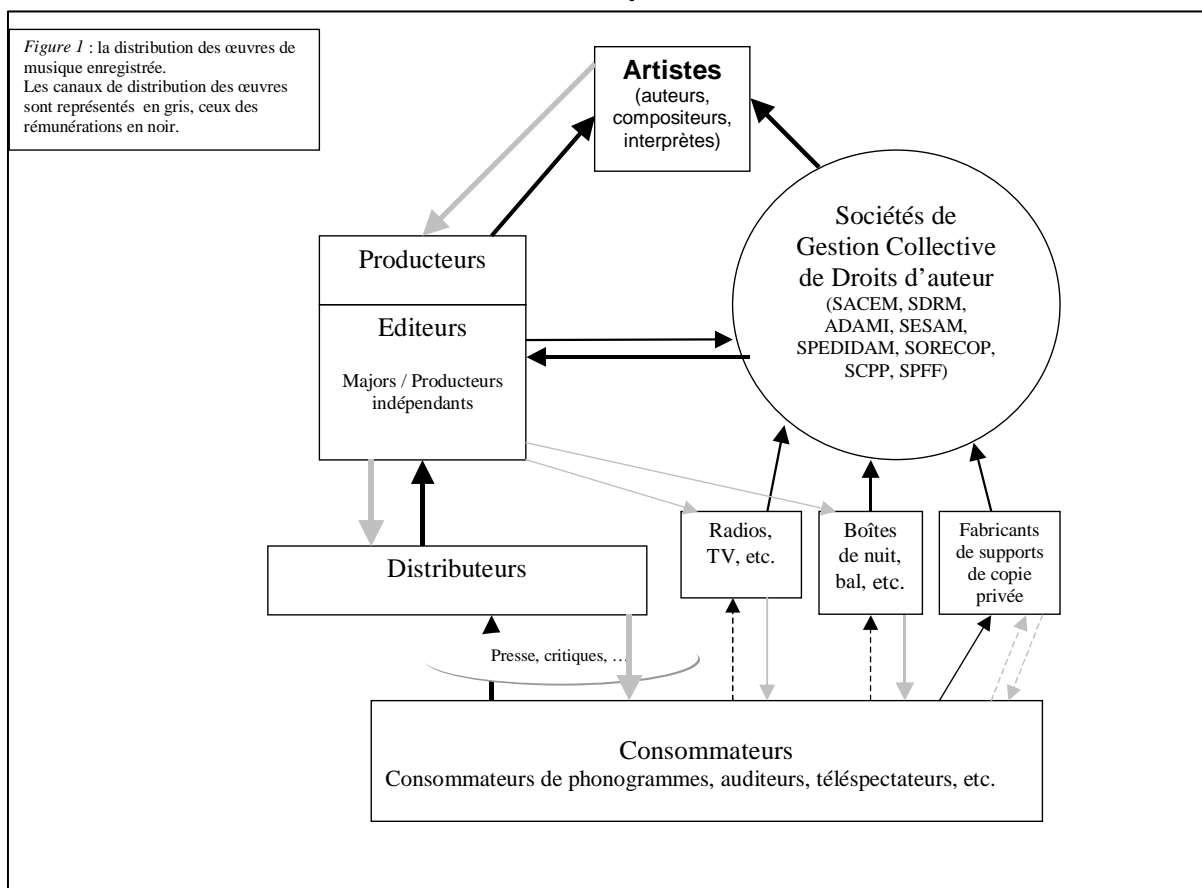 Figure 1 : la distribution des œuvres de
musique enregistrée.
Les canaux de distribution des œuvres
sont représentés en gris, ceux des
rémunérations en noir.
Artistes
(auteurs,
compositeurs,
interprètes)
Sociétés de
Gestion Collective
de Droits d’auteur
(SACEM, SDRM,
ADAMI, SESAM,
SPEDIDAM, SORECOP,
SCPP, SPFF)
Producteurs
Editeurs
Majors / Producteurs
indépendants
Radios,
TV, etc.
Boîtes
de nuit,
bal, etc.
Fabricants
de supports
de copie
privée
Distributeurs
Presse, critiques, …
Consommateurs
Consommateurs de phonogrammes, auditeurs, téléspectateurs, etc.